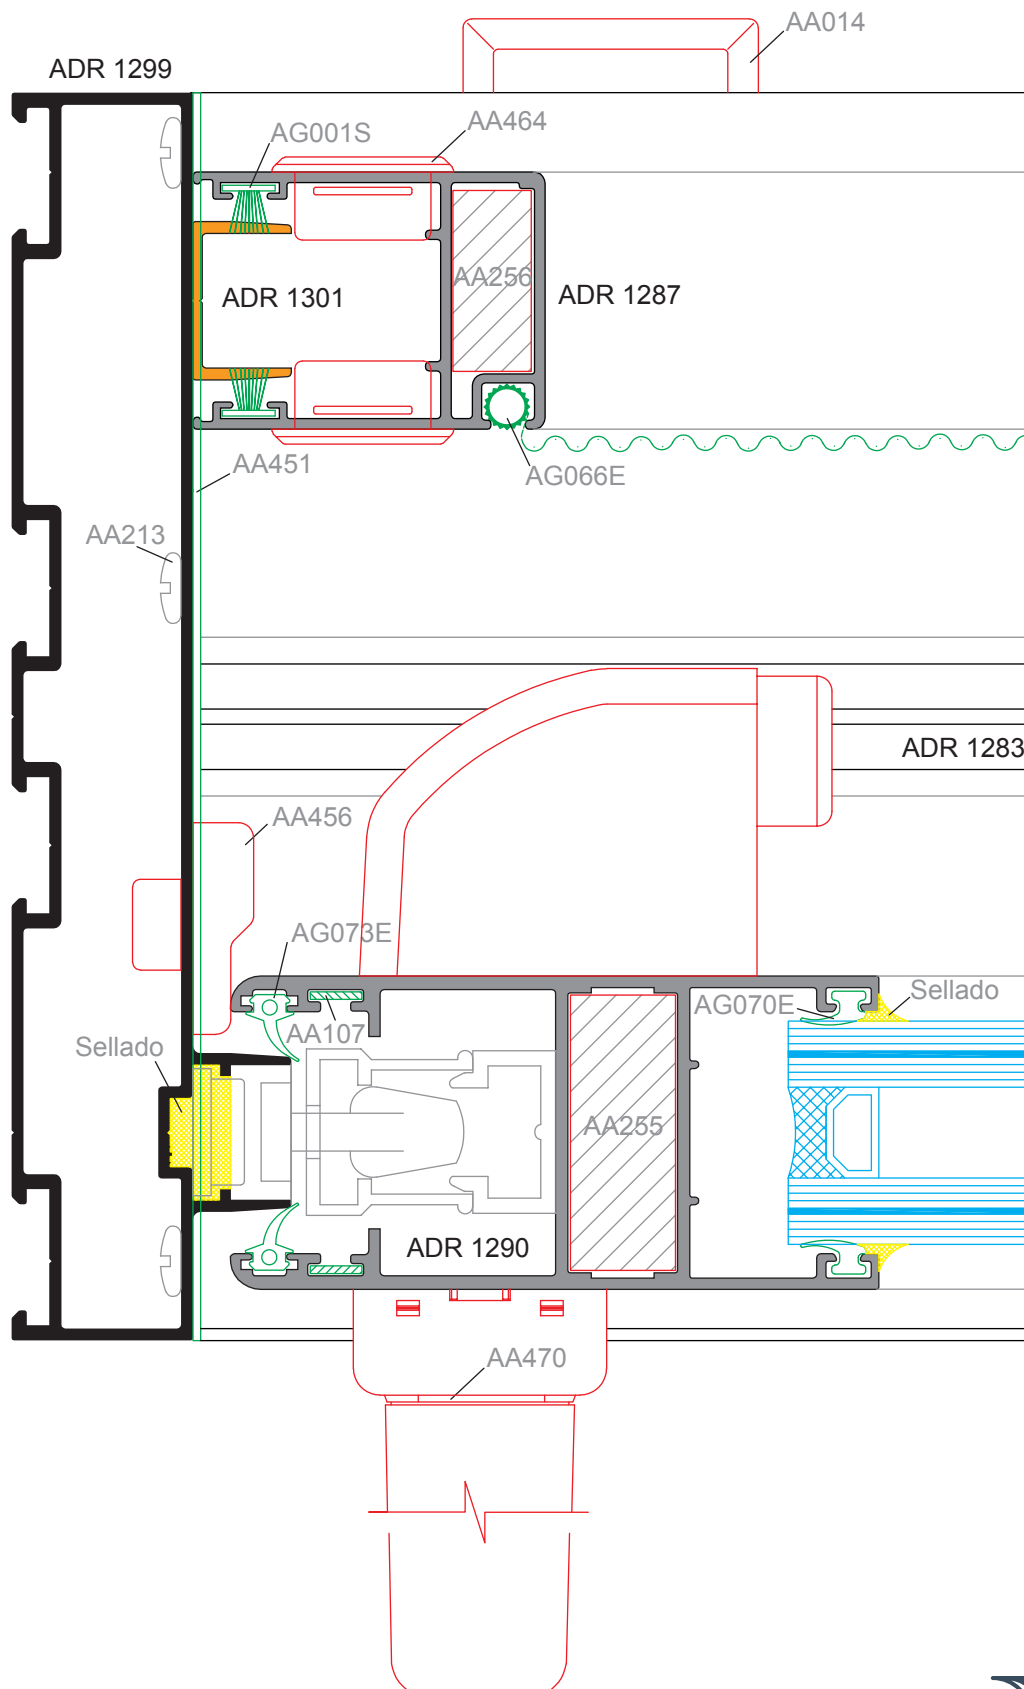 AA014
ADR 1299
AA464
AG001S
AA256
ADR 1301
ADR 1287
AA451
AG066E
AA213
ADR 1283
AA456
AG073E
AG070E
Sellado
AA107
Sellado
AA255
ADR 1290
AA470